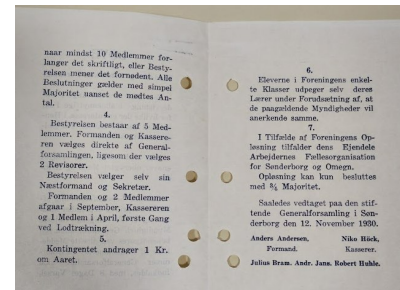 naar mindst 10 Medlemmer for-
langer det skriftligt, eller Besty-
relsen mener det fornødent. Alle
Beslutninger gælder med simpel
Majoritet uanset de mødtes An-
tal.
4.
Bestyrelsen bestaar af 5 Med-
lemmer. Formanden og Kassere-
ren vælges direkte af General-
forsamlingen, ligesom der vælges
2 Revisorer.
Bestyrelsen vælger selv sin
Næstformand og Sekretær.
Formanden og 2 Medlemmer
afgaar i September, Kassereren
og 1 Medlem i April, første Gang
ved Lodtrækning.
5.
Kontingentet andrager 1 Kr.
om Aaret.
6.
Eleverne i Foreningens enkel-
te Klasser udpeger selv deres
Lærer under Forudsætning af, at
de paagældende Myndigheder vil
anerkende samme.
7.
I Tilfælde af Foreningens Op-
løsning tilfalder dens Ejendele
Arbejdernes Fællesorganisation
for Sønderborg og Omegn.
Opløsning kan kun besluttes
med ¾ Majoritet.
Saaledes vedtaget paa den stif-
tende Generalforsamling i Søn-
derborg den 12. November 1930.
Anders Andersen, Niko Höck,
Formand. Kasserer.
Julius Bram. Andr. Jans. Robert Huhle.